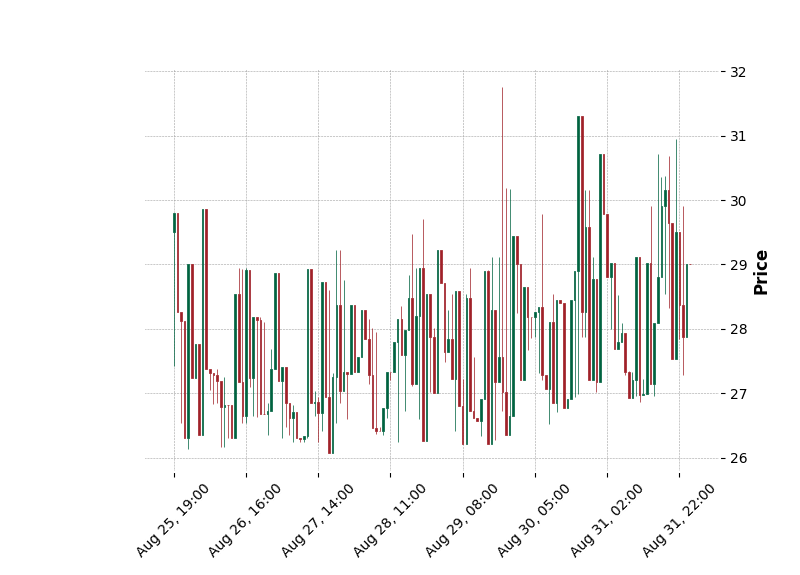 32
31
30
29
28
27
26
Price
Aug 25, 19:00
Aug 26, 16:00
Aug 27, 14:00
Aug 28, 11:00
Aug 29, 08:00
Aug 30, 05:00
Aug 31, 02:00
Aug 31, 22:00